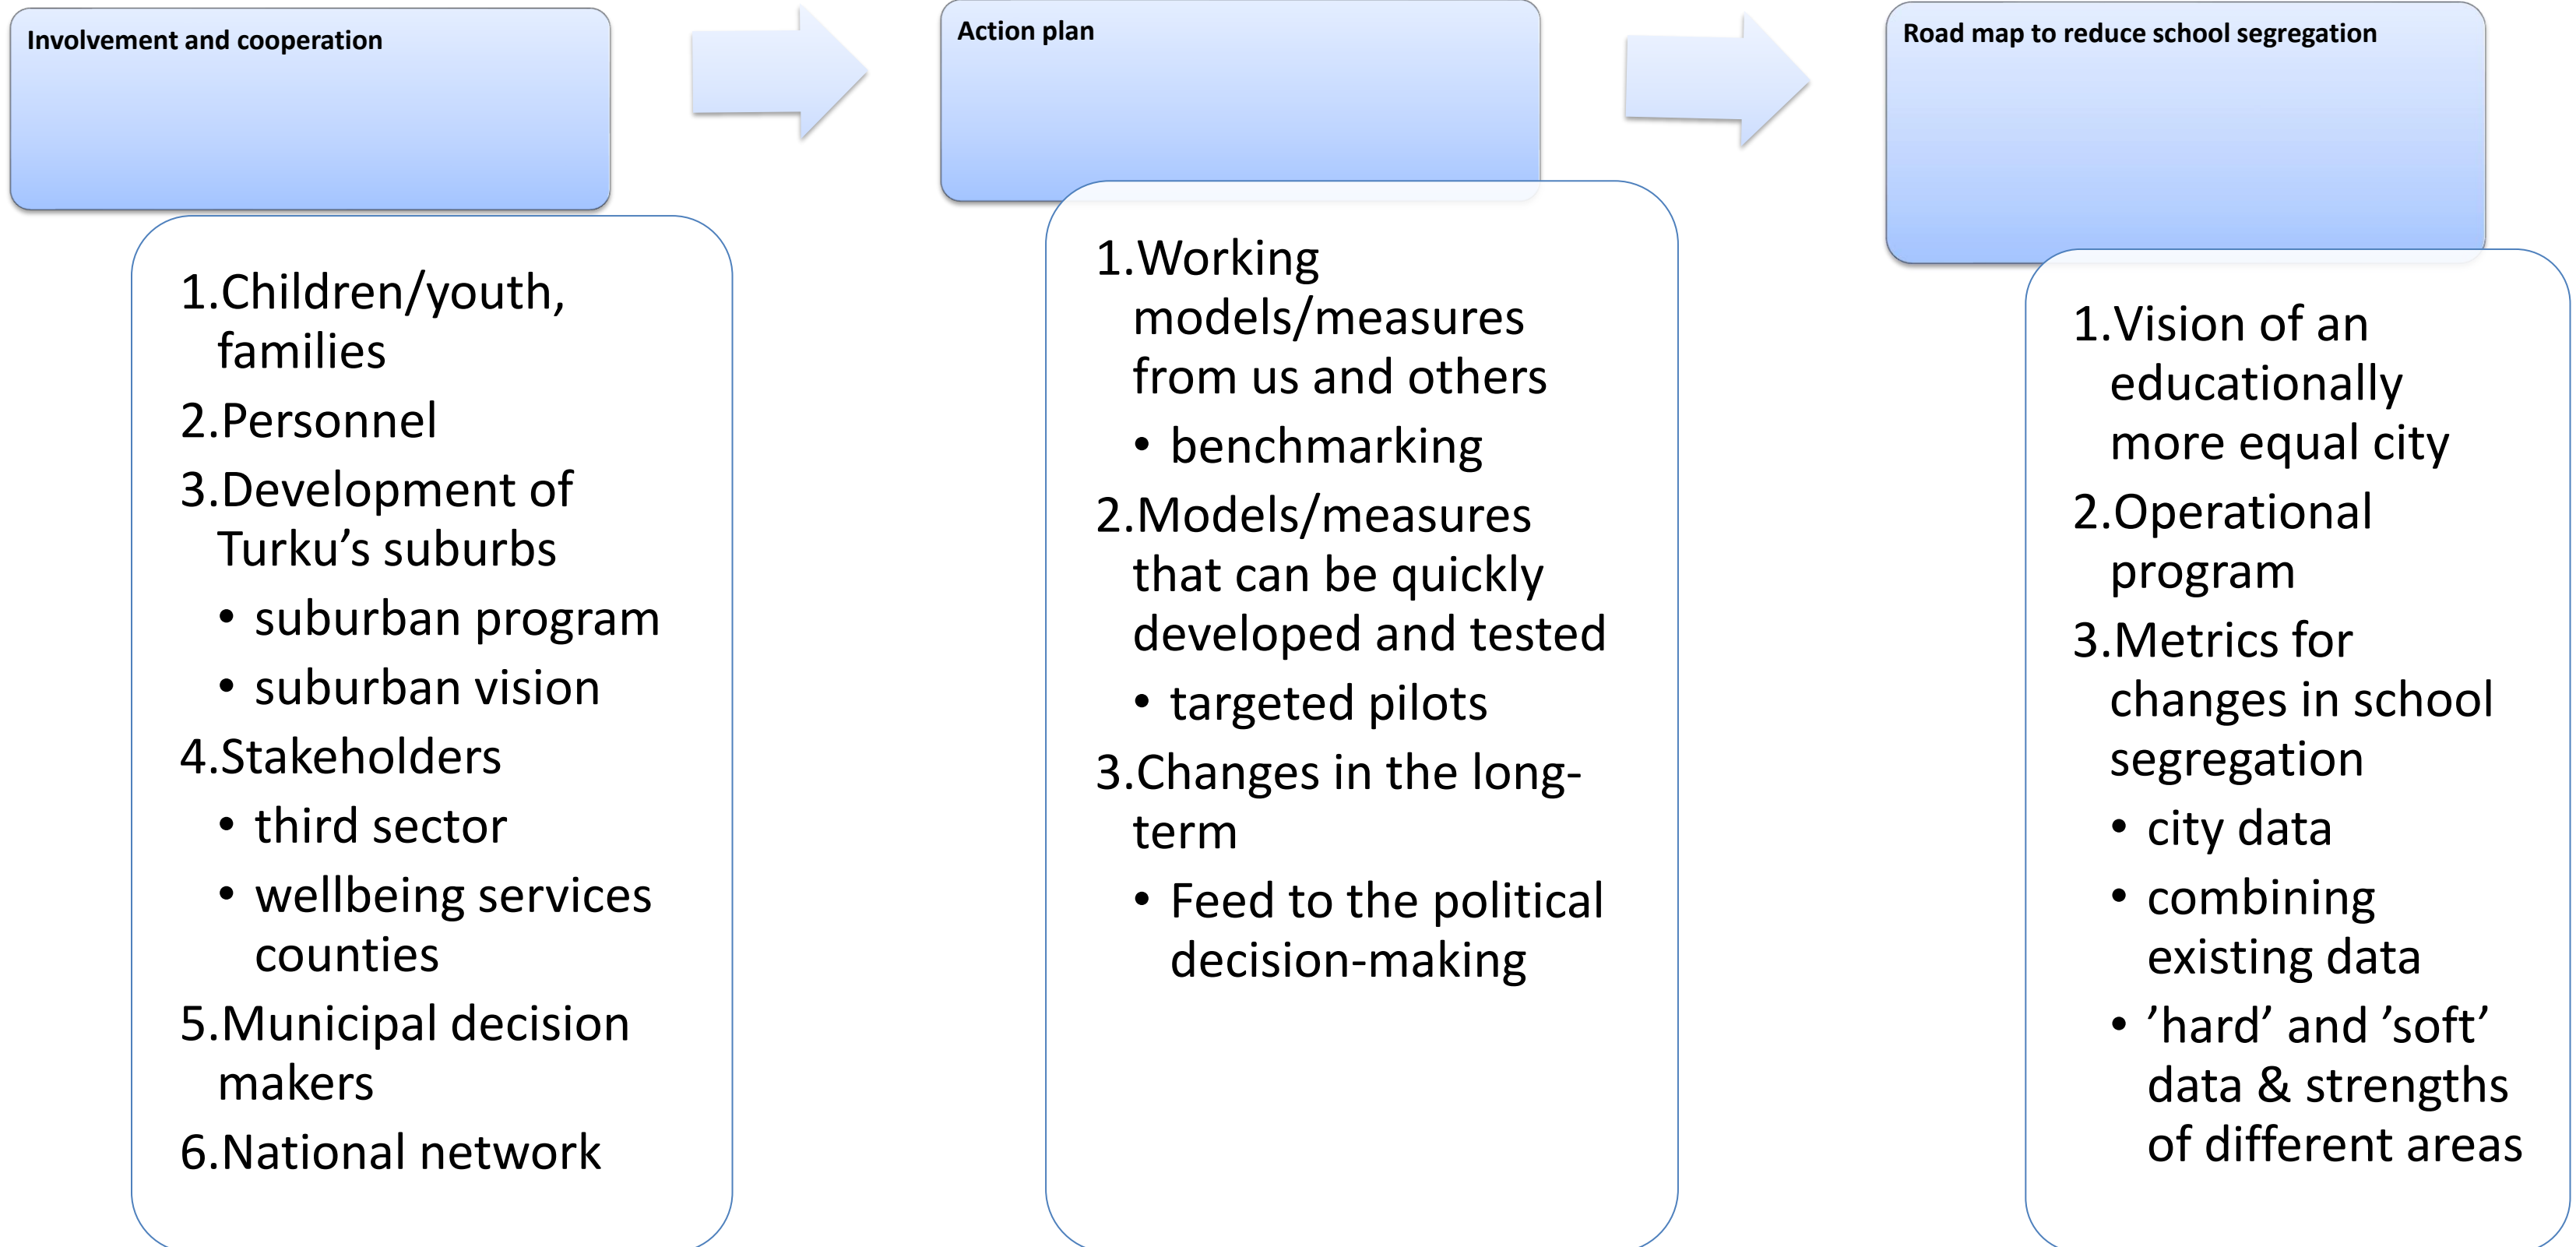 Involvement and cooperation
1.Children/youth,
families
2.Personnel
3.Development of
Turku’s suburbs
• suburban program
• suburban vision
4.Stakeholders
• third sector
• wellbeing services
counties
5.Municipal decision
makers
6.National network
Action plan
1.Working
models/measures
from us and others
• benchmarking
2.Models/measures
that can be quickly
developed and tested
• targeted pilots
3.Changes in the long-
term
• Feed to the political
decision-making
Road map to reduce school segregation
1.Vision of an
educationally
more equal city
2.Operational
program
3.Metrics for
changes in school
segregation
• city data
• combining
existing data
• ’hard’ and ’soft’
data & strengths
of different areas